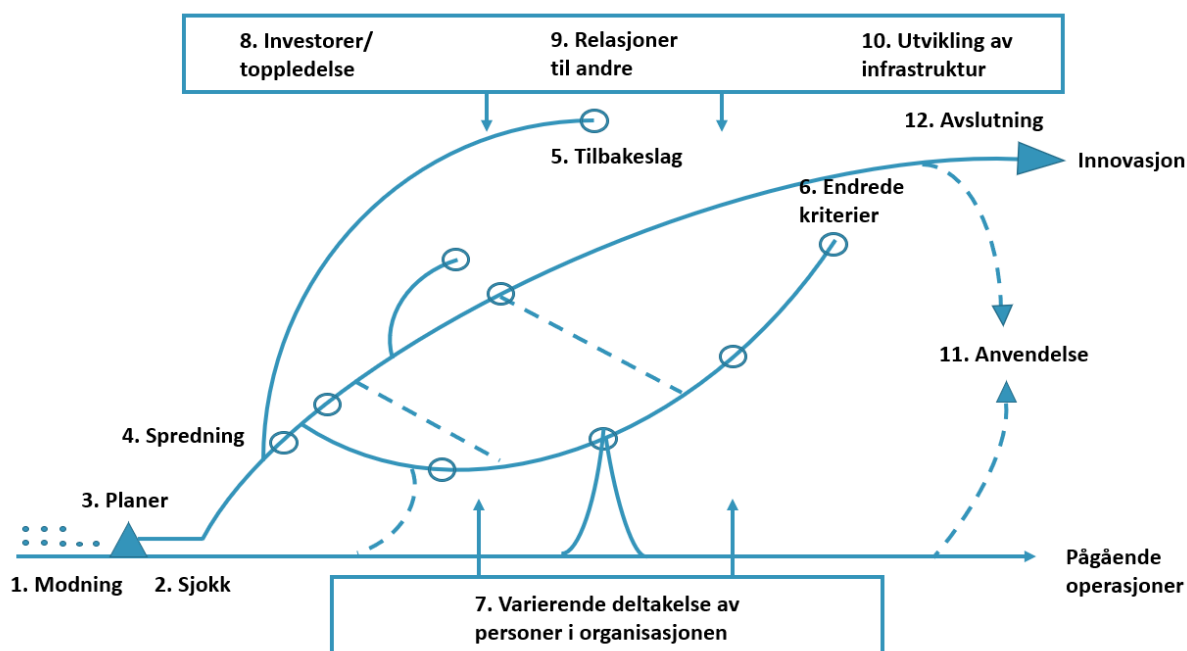 8. Investorer/
toppledelse
9. Relasjoner
til andre
10. Utvikling av
infrastruktur
12. Avslutning
5. Tilbakeslag
Innovasjon
6. Endrede
kriterier
11. Anvendelse
4. Spredning
3. Planer
1. Modning
2. Sjokk
Pågående
operasjoner
7. Varierende deltakelse av
personer i organisasjonen